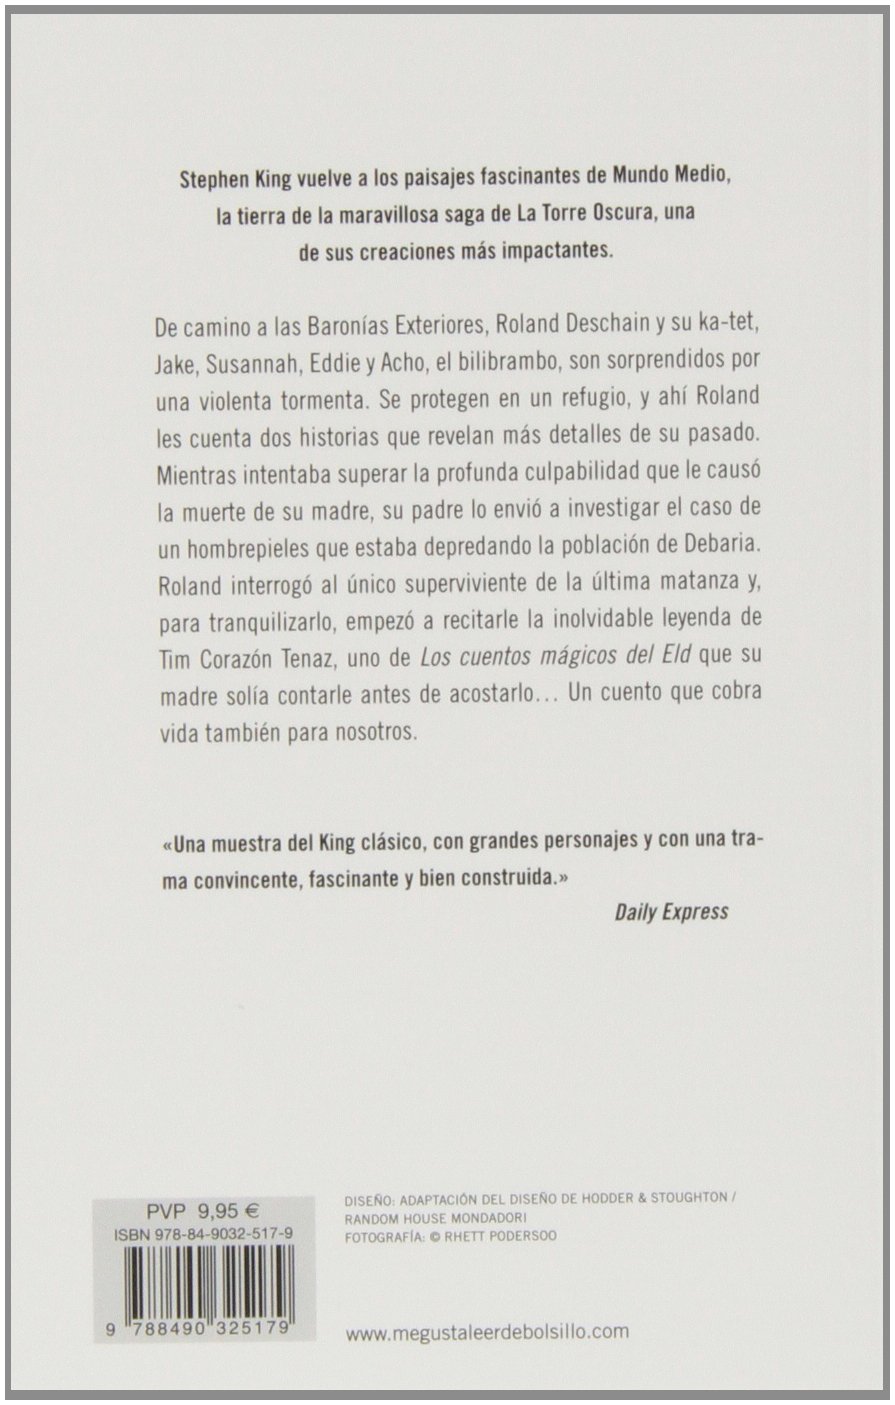 Stephen King vuelve a los paisajes fascinantes de Mundo Medio,
la tierra de la maravillosa saga de La Torre Oscura, una
de sus creaciones más impactantes.
De camino a las Baronías Exteriores, Roland Deschain y su ka-tet,
Jake, Susannah, Eddie y Acho, el bilibrambo, son sorprendidos por
una violenta tormenta. Se protegen en un refugio, y ahí Roland
les cuenta dos historias que revelan más detalles de su pasado.
Mientras intentaba superar la profunda culpabilidad que le causó
la muerte de su madre, su padre lo envió a investigar el caso de
un hombrepieles que estaba depredando la población de Debaria.
Roland interrogó al único superviviente de la última matanza y,
para tranquilizarlo, empezó a recitarle la inolvidable leyenda de
Tim Corazón Tenaz, uno de Los cuentos mágicos del Eld que su
madre solía contarle antes de acostarlo... Un cuento que cobra
vida también para nosotros.
«Una muestra del King clásico, con grandes personajes y con una tra-
ma convincente, fascinante y bien construida.»
Daily Express
PVP 9,95 €
ISBN 978-84-9032-517-9
9 788490 325179
DISEÑO: ADAPTACIÓN DEL DISEÑO DE HODDER & STOUGHTON /
RANDOM HOUSE MONDADORI
FOTOGRAFÍA: © RHETT PODERSOO
www.megustaleerdebolsillo.com